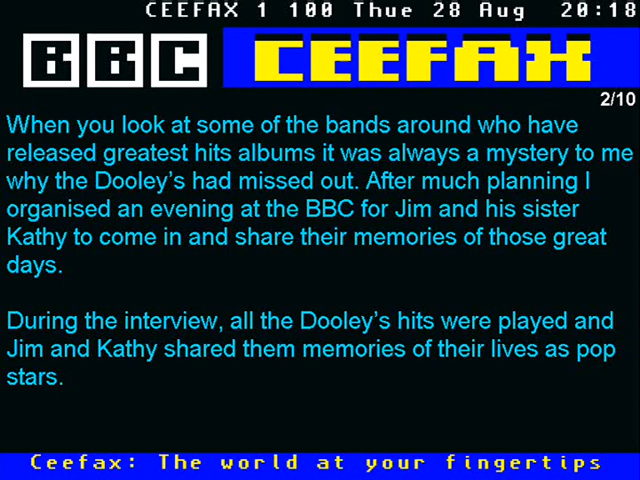 CEEFAX 1 100 Thue 28 Aug 20:18
BBC CEEFAX
2/10
When you look at some of the bands around who have
released greatest hits albums it was always a mystery to me
why the Dooley's had missed out. After much planning I
organised an evening at the BBC for Jim and his sister
Kathy to come in and share their memories of those great
days.
During the interview, all the Dooley's hits were played and
Jim and Kathy shared them memories of their lives as pop
stars.
Ceefax: The world at your fingertips